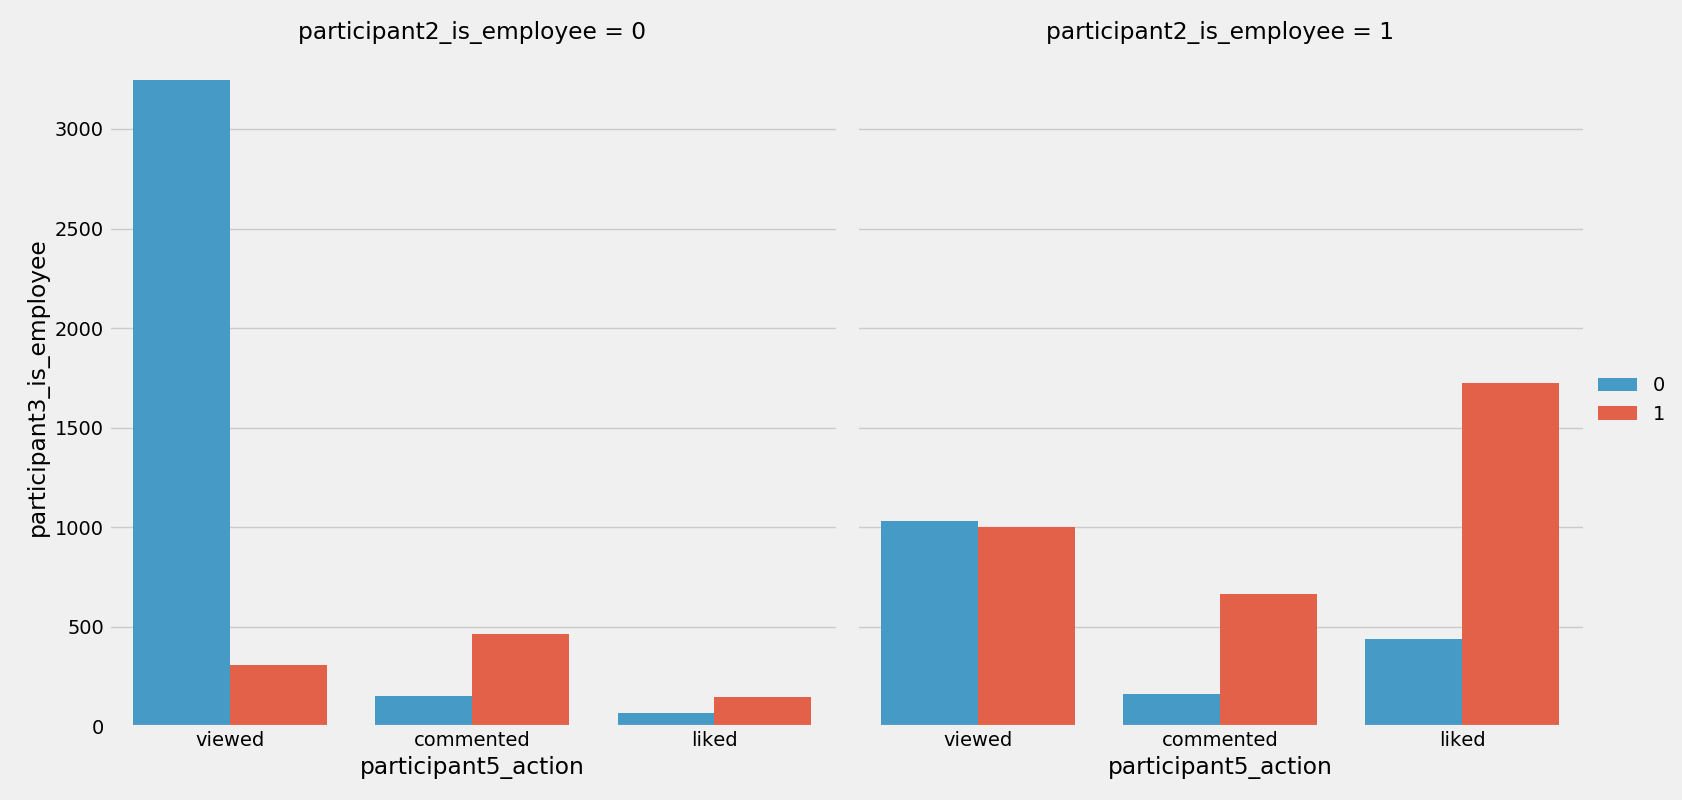 participant2_is_employee = 0
participant2_is_employee = 1
participant3_is_employee
3000
2500
2000
1500
1000
500
0
viewed commented liked
participant5_action
viewed commented liked
participant5_action
0
1